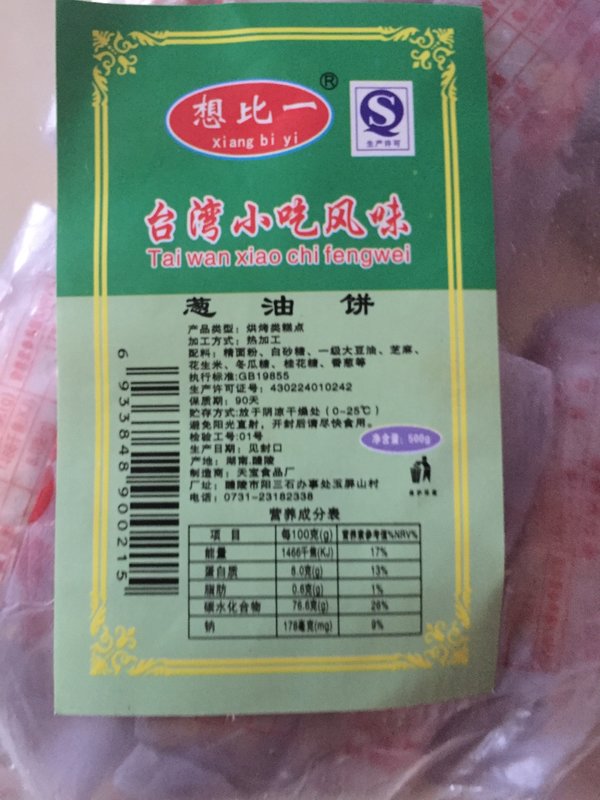 想比一
®
Xiang bi yi
S
生产许可
台湾小吃风味
Tai wan xiao chi fengwei
葱油饼
产品类型：烘烤类糕点
加工方式：热加工
配料：精面粉、白砂糖、一级大豆油、芝麻、
花生米、冬瓜糖、桂花糖、香葱等
执行标准:GB19855
生产许可证号：430224010242
保质期：90天
贮存方式:放于阴凉干燥处（0-25℃）
避免阳光直射，开封后请尽快食用。
检验工号:01号
生产日期：见封口
产地：湖南.醴陵
制造商：天宝食品厂
厂址：醴陵市阳三石办事处玉屏山村
电话：0731-23182338
净含量：500g
6 933848 900215
营养成分表
项 目 每100克(g) 营养素参考值%NRV%
能量 1466千焦(KJ) 17%
蛋白质 8.0克(g) 13%
脂肪 0.6克(g) 1%
碳水化合物 76.6克(g) 26%
钠 178毫克(mg) 9%